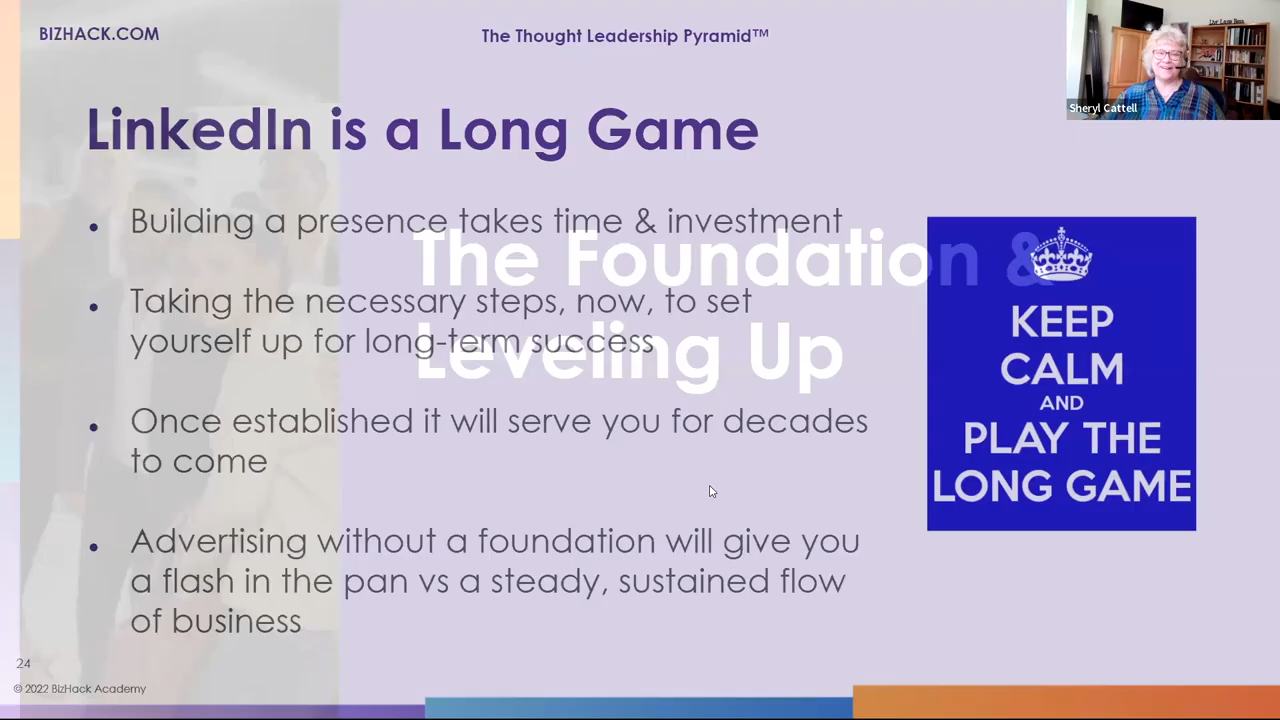 BIZHACK.COM
The Thought Leadership Pyramid™
Sheryl Cattell
LinkedIn is a Long Game
• Building a presence takes time & investment
• Taking the necessary steps, now, to set
yourself up for long-term success
• Once established it will serve you for decades
to come
• Advertising without a foundation will give you
a flash in the pan vs a steady, sustained flow
of business
The Foundation &
Leveling Up
KEEP
CALM
AND
PLAY THE
LONG GAME
24
© 2022 BizHack Academy